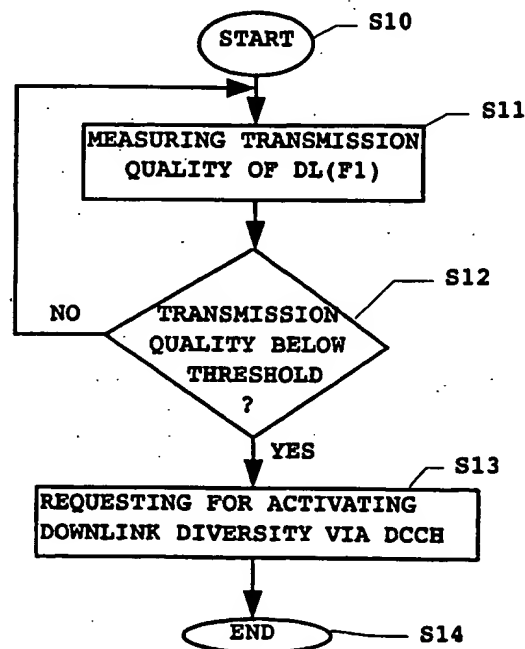 START
S10
S11
MEASURING TRANSMISSION
QUALITY OF DL(F1)
S12
NO
TRANSMISSION
QUALITY BELOW
THRESHOLD
?
YES
S13
REQUESTING FOR ACTIVATING
DOWNLINK DIVERSITY VIA DCCH
END
S14